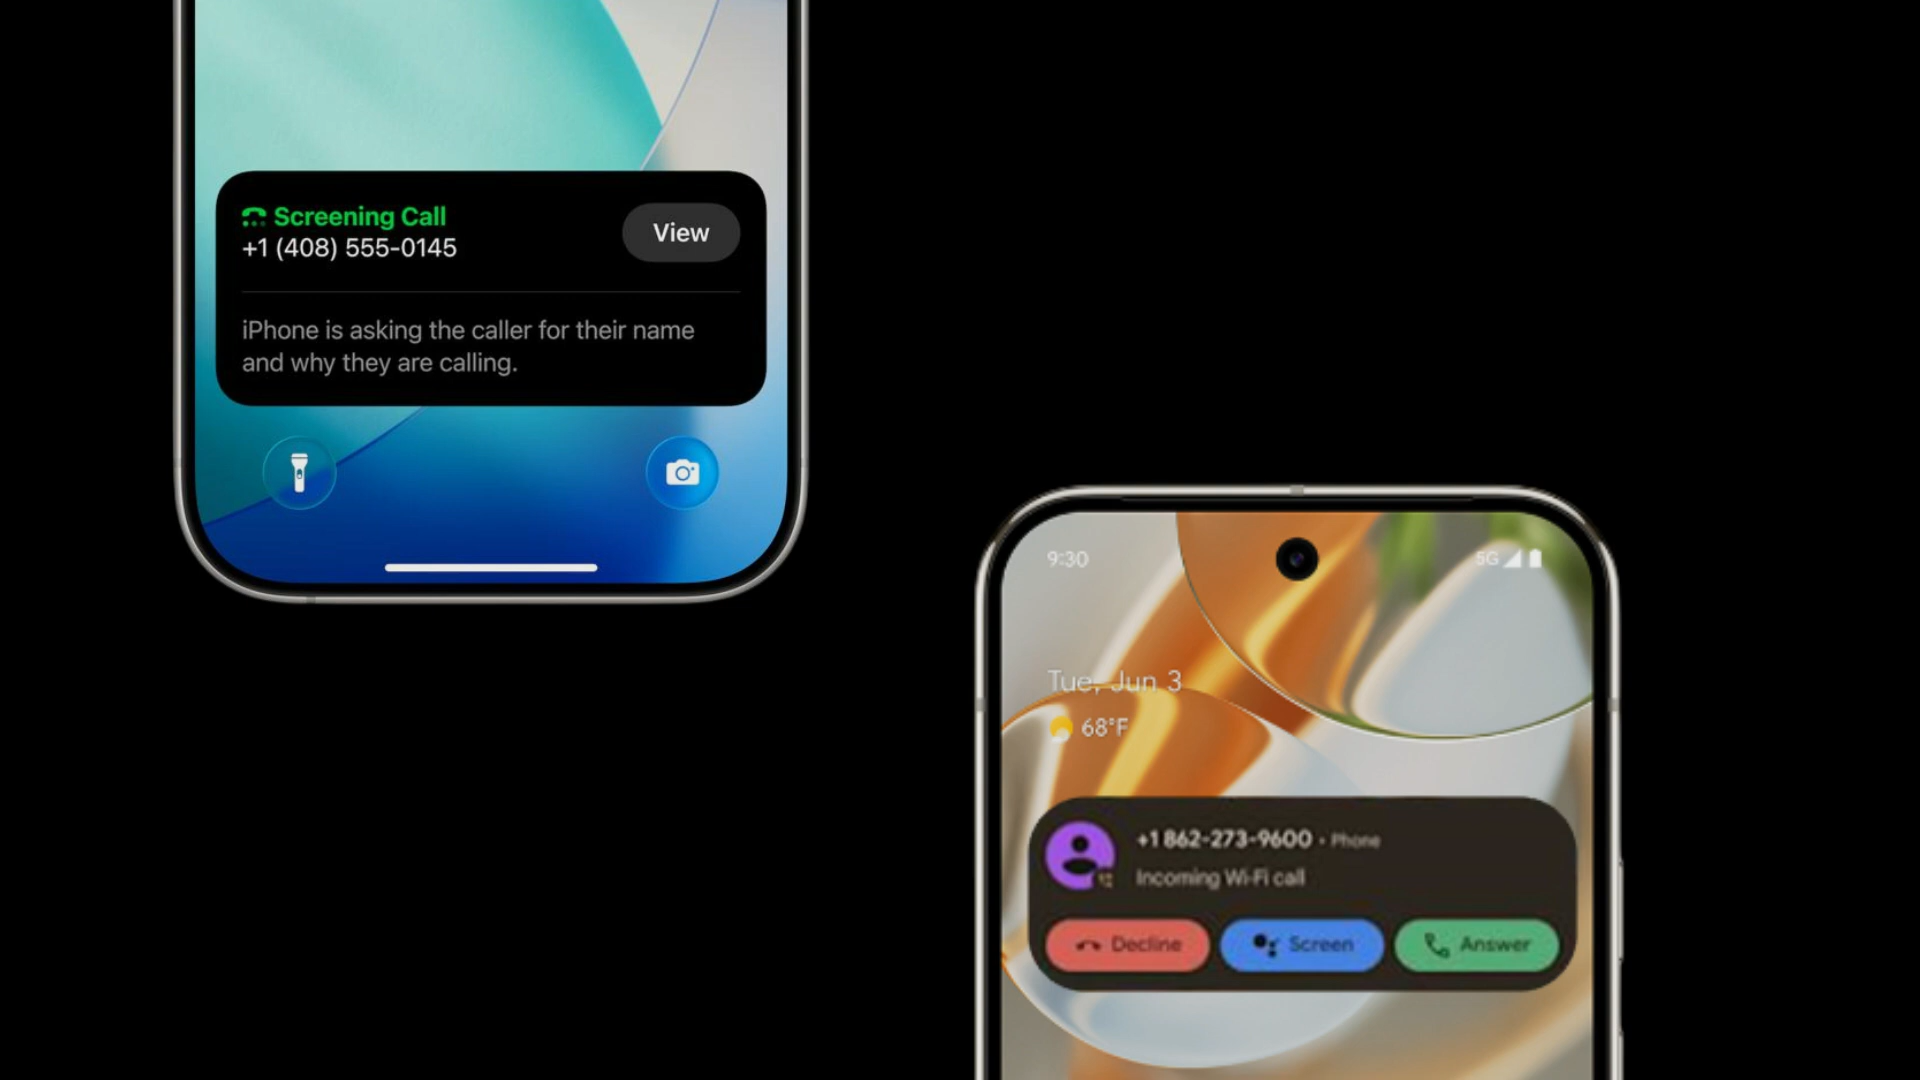 Screening Call
+1 (408) 555-0145
View
iPhone is asking the caller for their name
and why they are calling.
9:30
5G
Tue, Jun 3
68°F
+1 862-273-9600 • Phone
Incoming Wi-Fi call
Decline
Screen
Answer